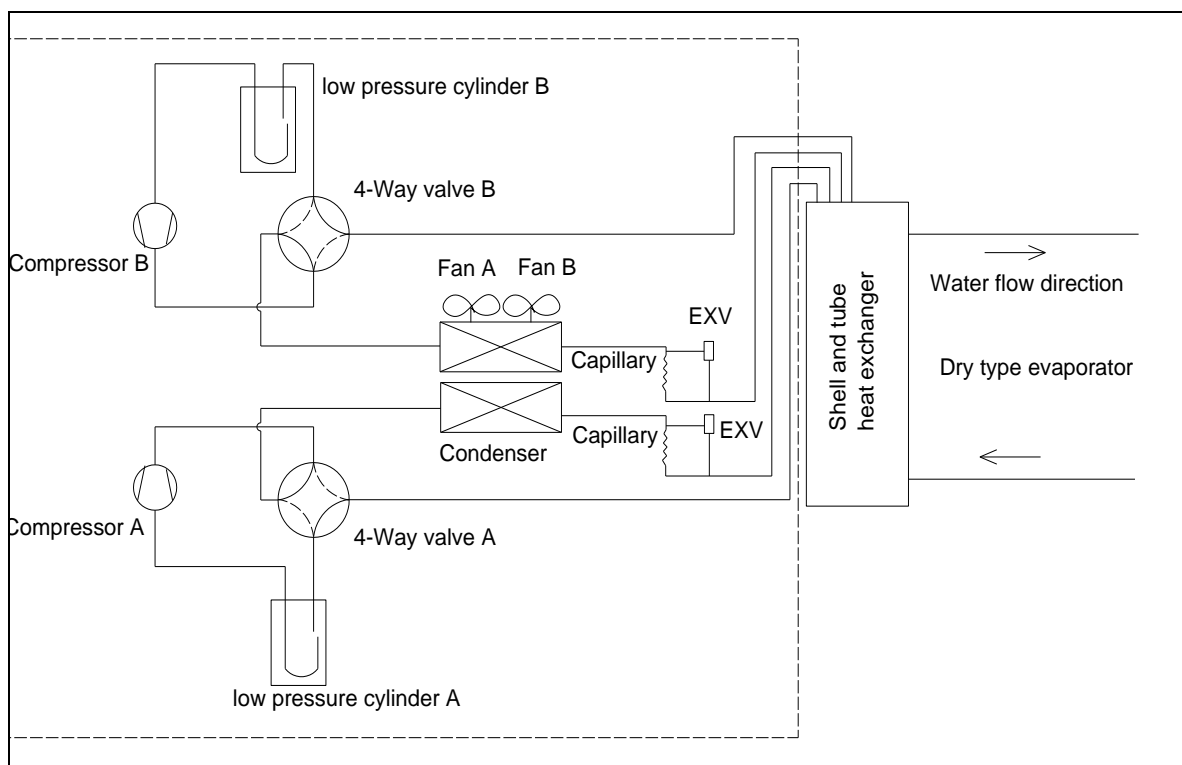 low pressure cylinder B
4-Way valve B
Compressor B
Fan A
Fan B
EXV
Water flow direction
Capillary
Shell and tube
heat exchanger
Dry type evaporator
Capillary
EXV
Condenser
Compressor A
4-Way valve A
low pressure cylinder A